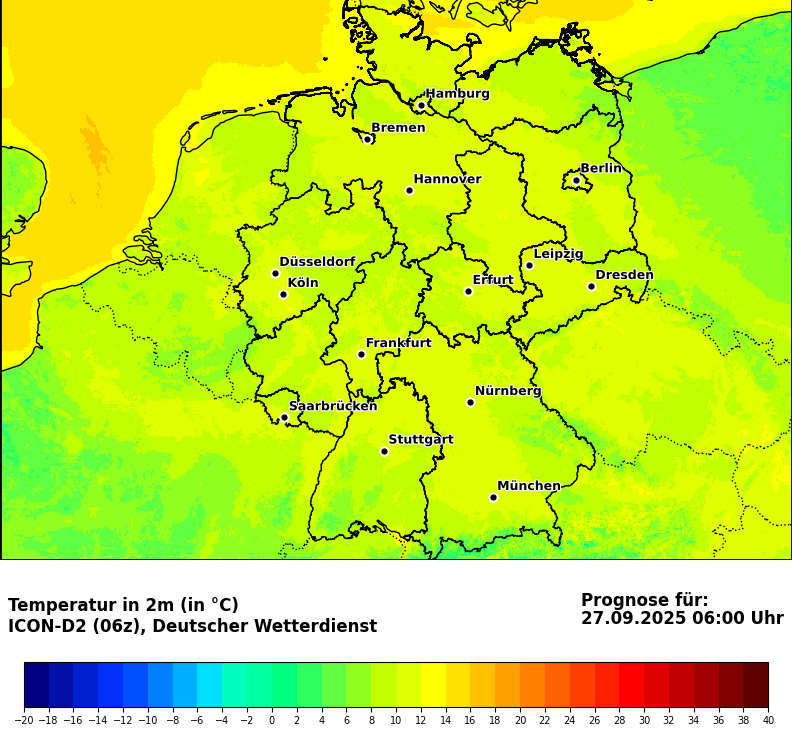 Hamburg
Bremen
Berlin
Hannover
Leipzig
Düsseldorf
Dresden
Köln
Erfurt
Frankfurt
Nürnberg
Saarbrücken
Stuttgart
München
Temperatur in 2m (in °C)
ICON-D2 (06z), Deutscher Wetterdienst
Prognose für:
27.09.2025 06:00 Uhr
−20 −18 −16 −14 −12 −10 −8 −6 −4 −2 0 2 4 6 8 10 12 14 16 18 20 22 24 26 28 30 32 34 36 38 40